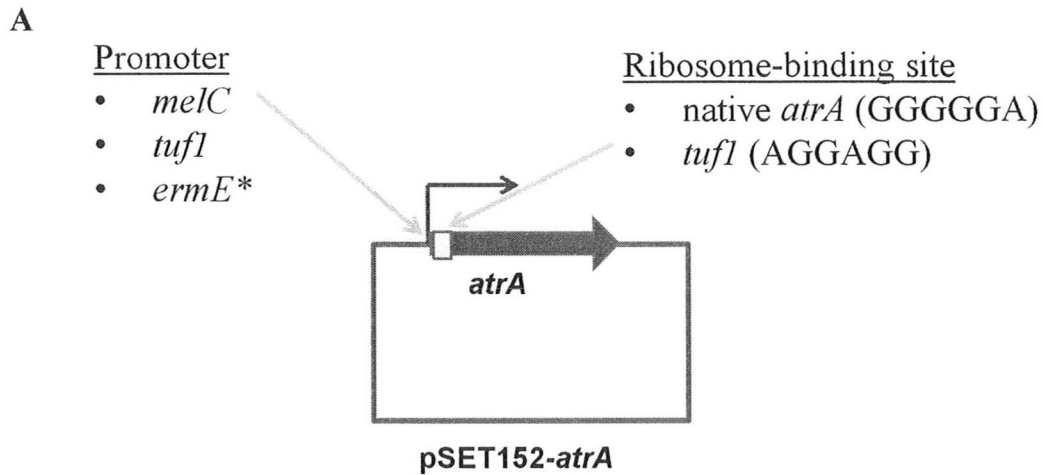 A
Promoter
• melC
• tuf1
• ermE*
Ribosome-binding site
• native atrA (GGGGGA)
• tuf1 (AGGAGG)
atrA
pSET152-atrA